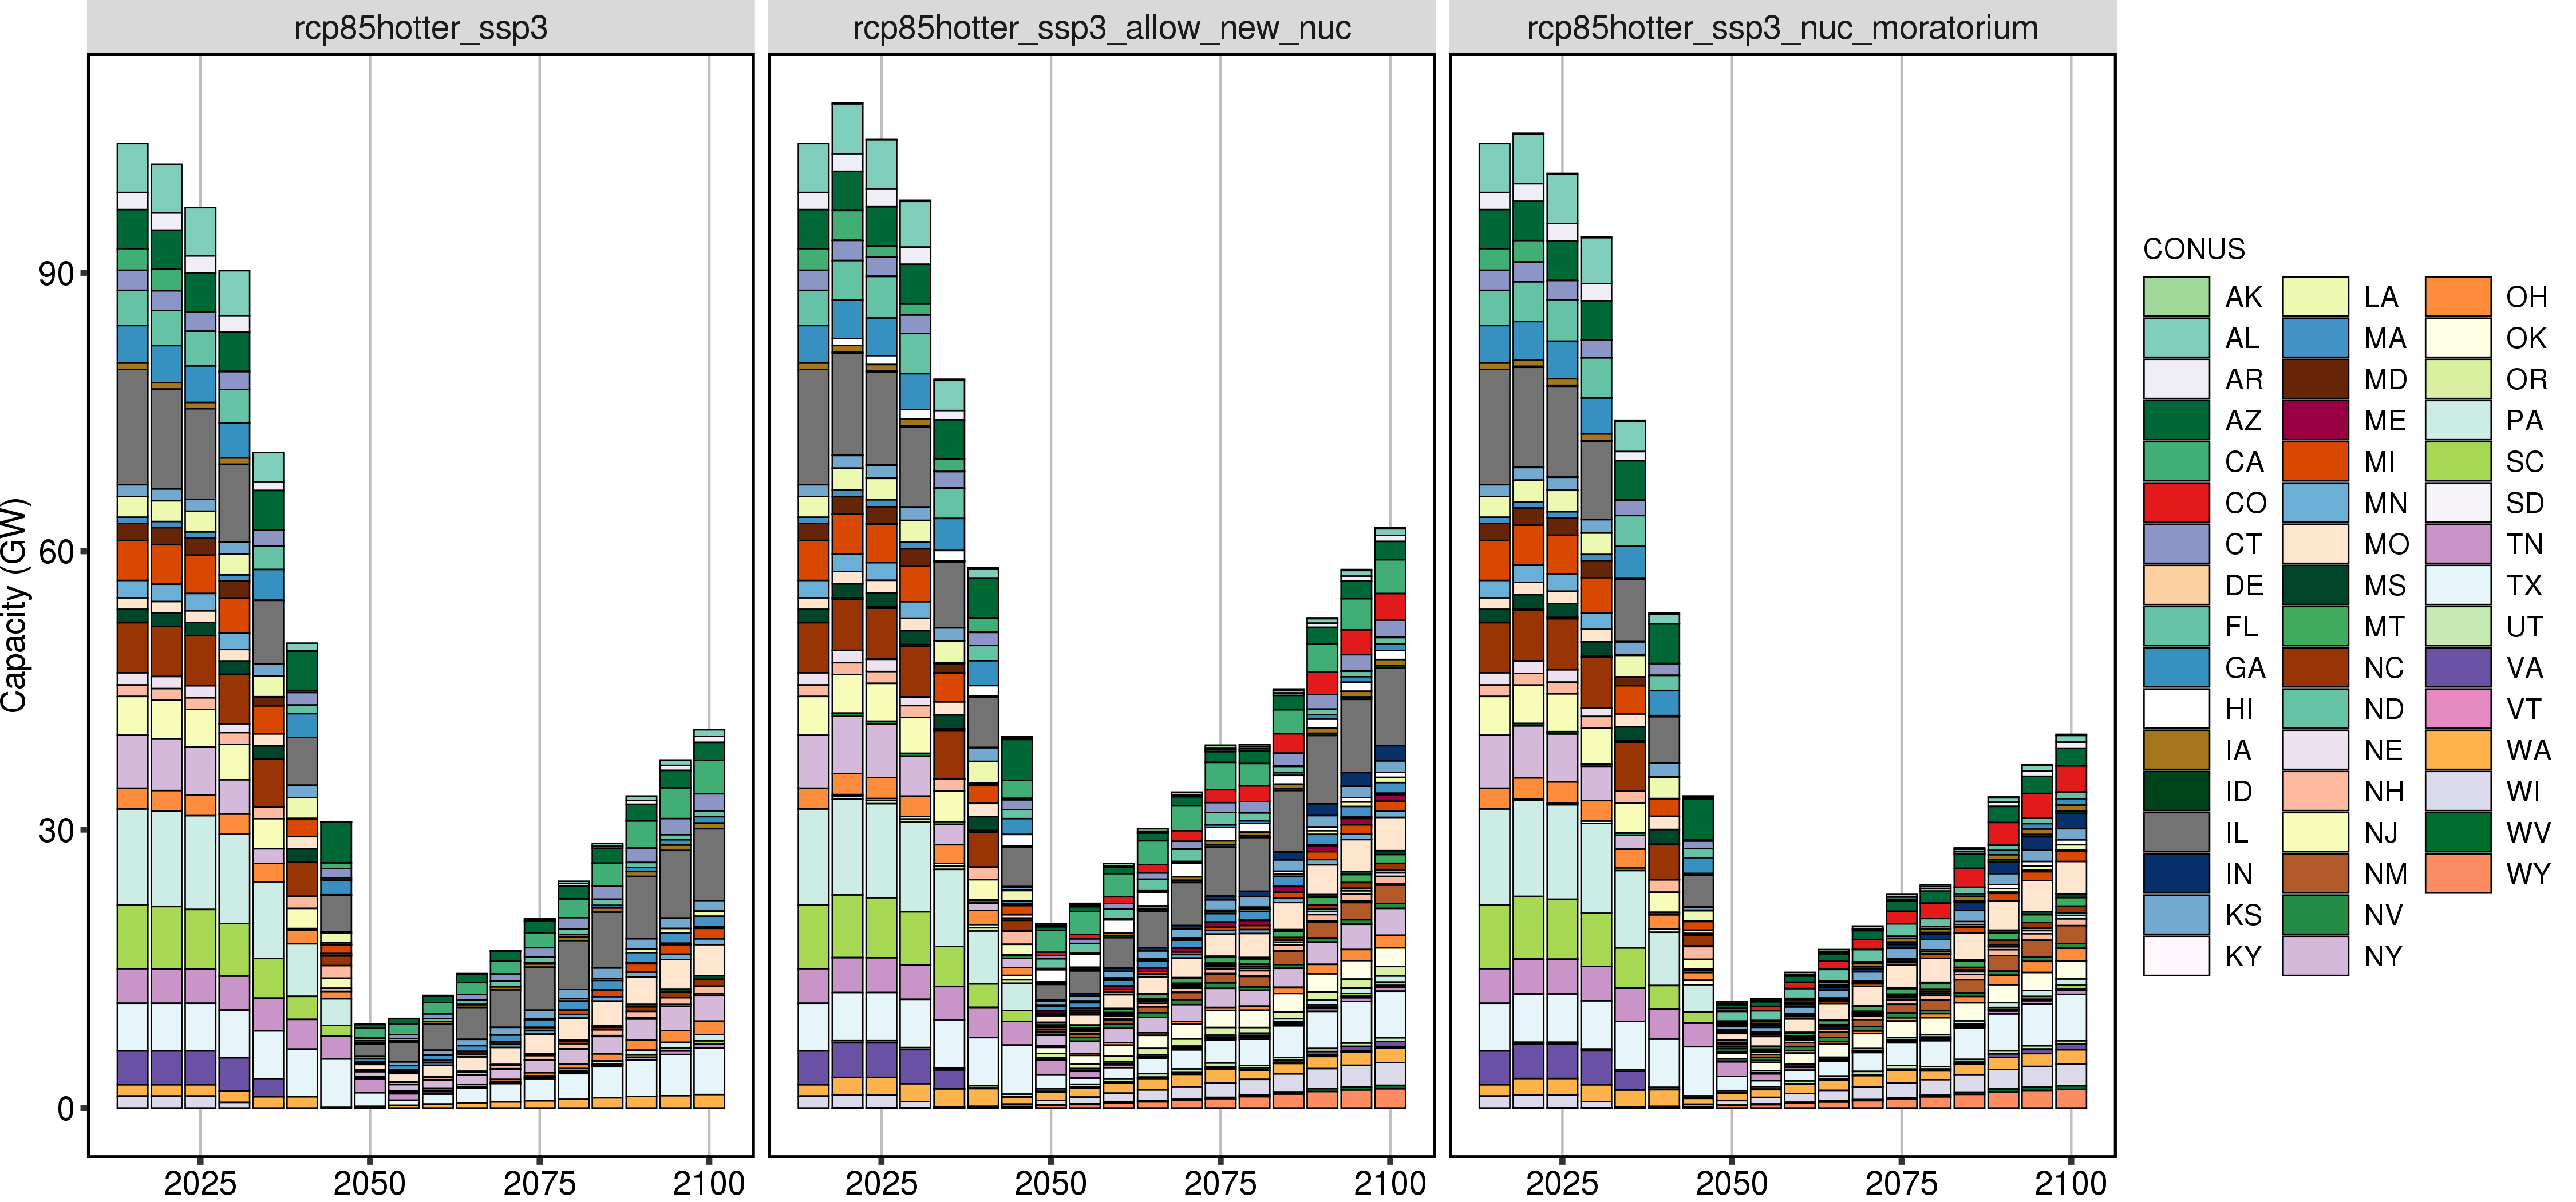 rcp85hotter_ssp3
rcp85hotter_ssp3_allow_new_nuc
rcp85hotter_ssp3_nuc_moratorium
Capacity (GW)
90
60
30
0
2025 2050 2075 2100
2025 2050 2075 2100
2025 2050 2075 2100
CONUS
AK
AL
AR
AZ
CA
CO
CT
DE
FL
GA
HI
IA
ID
IL
IN
KS
KY
LA
MA
MD
ME
MI
MN
MO
MS
MT
NC
ND
NE
NH
NJ
NM
NV
NY
OH
OK
OR
PA
SC
SD
TN
TX
UT
VA
VT
WA
WI
WV
WY